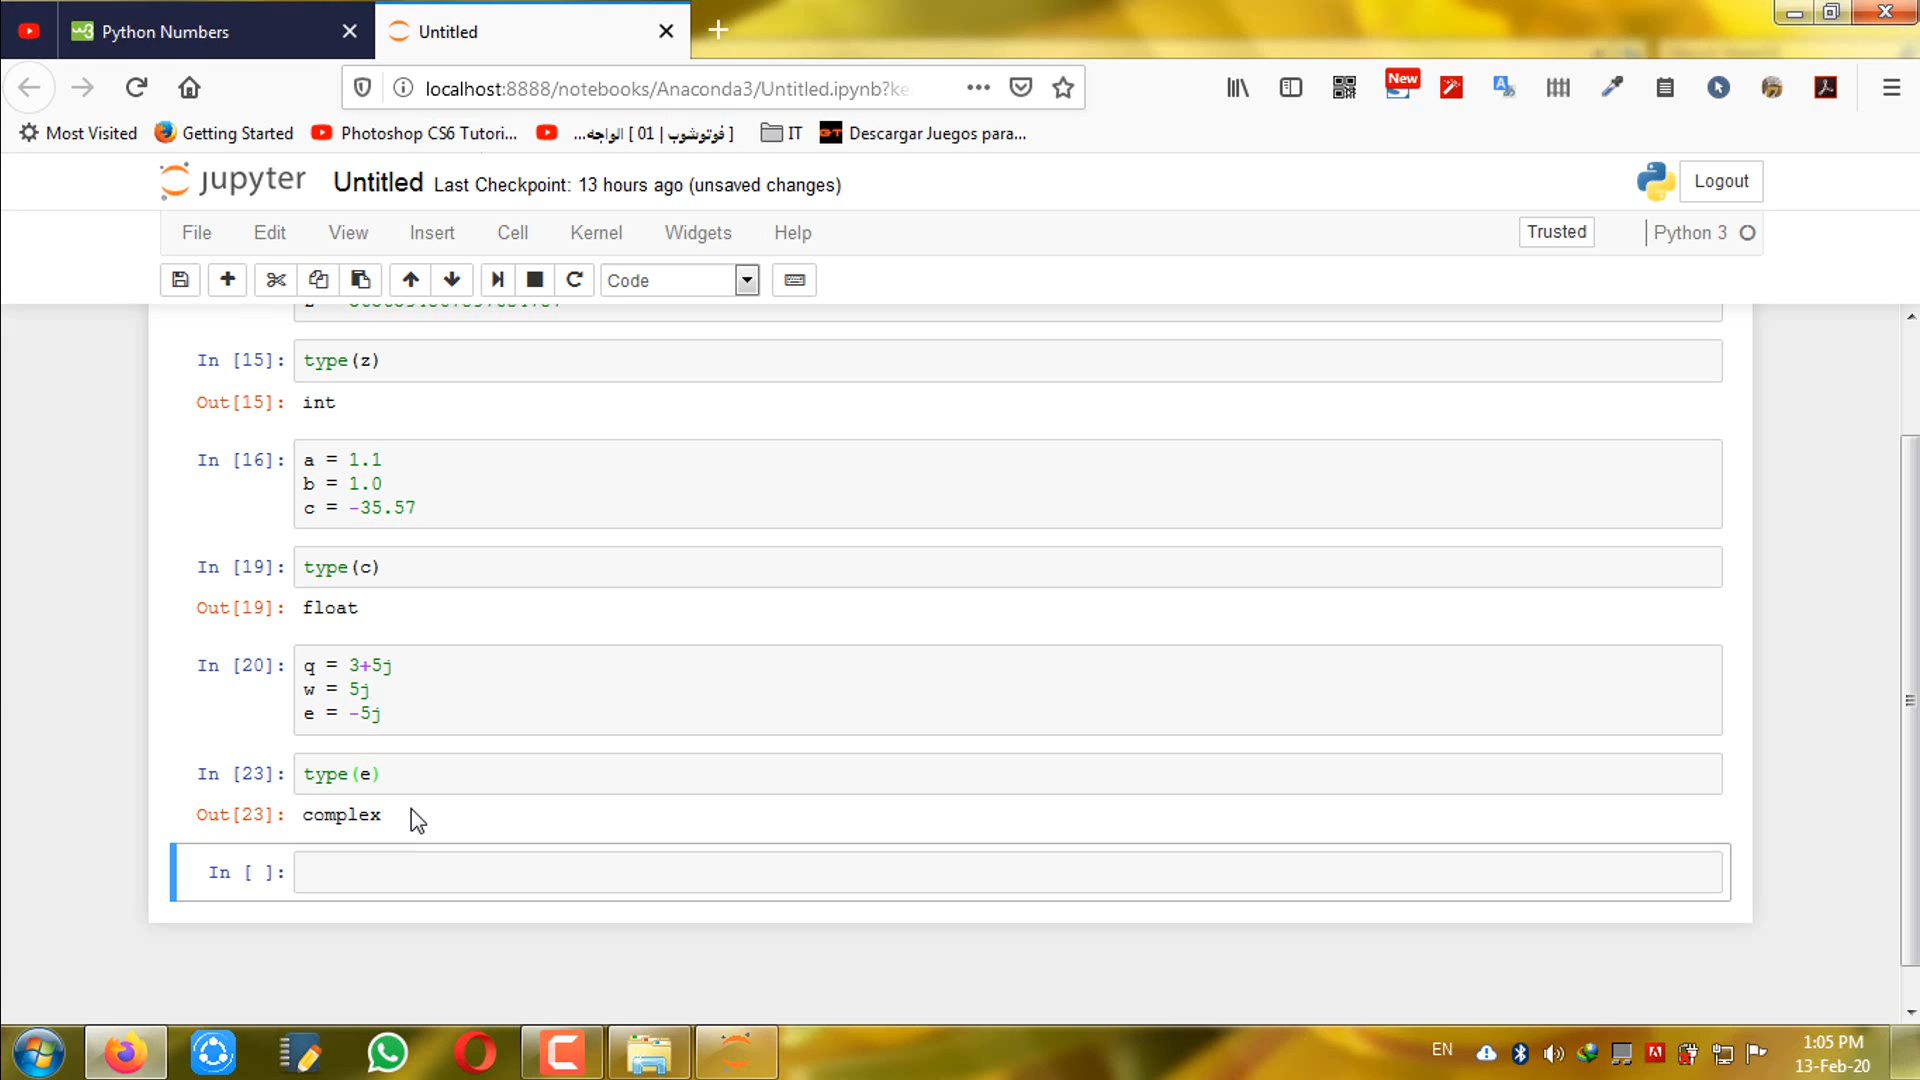 Python Numbers
Untitled
localhost:8888/notebooks/Anaconda3/Untitled.ipynb?ke
New
Most Visited
Getting Started
Photoshop CS6 Tutori...
[ فوتوشوب | 01 ] الواجه...
IT
GT
Descargar Juegos para...
jupyter
Untitled
Last Checkpoint: 13 hours ago (unsaved changes)
Logout
File
Edit
View
Insert
Cell
Kernel
Widgets
Help
Trusted
Python 3
Code
In [15]: type(z)
Out[15]: int
In [16]: a = 1.1
b = 1.0
c = -35.57
In [19]: type(c)
Out[19]: float
In [20]: q = 3+5j
w = 5j
e = -5j
In [23]: type(e)
Out[23]: complex
In [ ]:
EN
1:05 PM
13-Feb-20